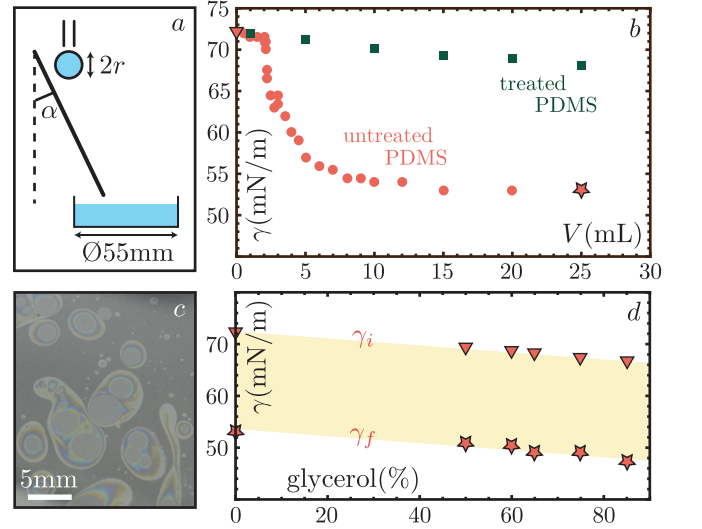 a
2r
α
Ø55mm
b
75
70
65
60
55
50
γ(mN/m)
treated
PDMS
untreated
PDMS
V(mL)
0 5 10 15 20 25 30
c
5mm
d
70
60
50
γ(mN/m)
γi
γf
glycerol(%)
0 20 40 60 80